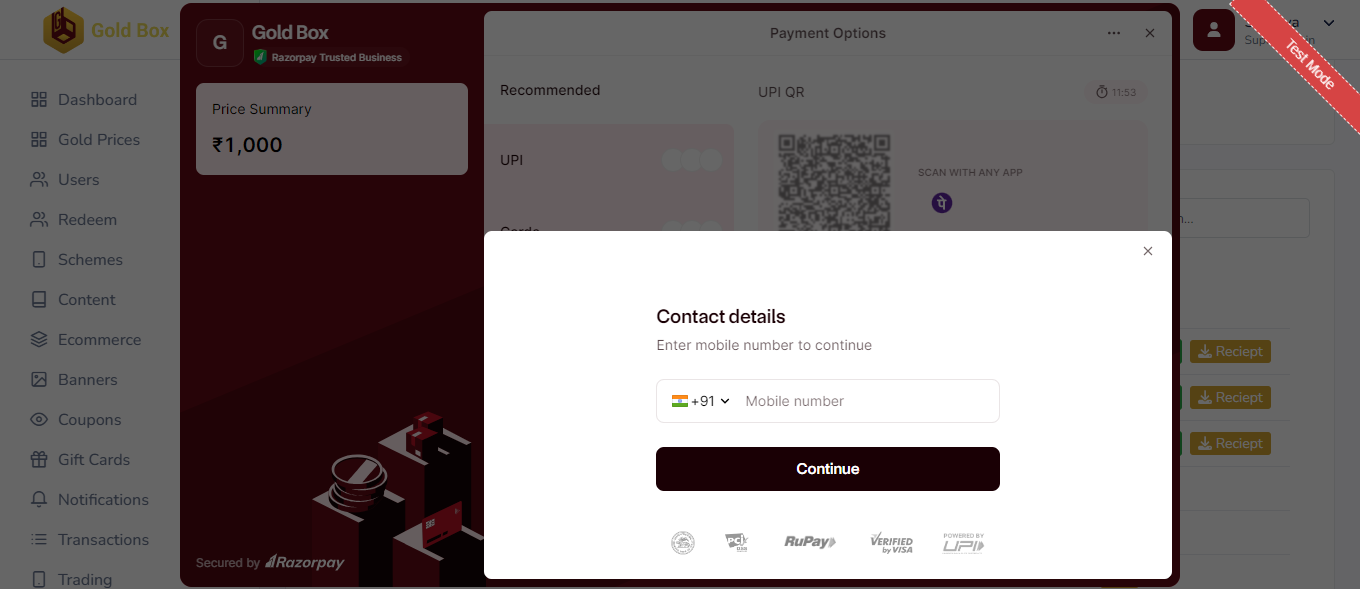 Gold Box
Dashboard
Gold Prices
Users
Redeem
Schemes
Content
Ecommerce
Banners
Coupons
Gift Cards
Notifications
Transactions
Trading
G
Gold Box
Razorpay Trusted Business
Price Summary
₹1,000
Secured by Razorpay
Payment Options
Recommended
UPI
Cards
UPI QR
11:53
SCAN WITH ANY APP
Contact details
Enter mobile number to continue
+91
Mobile number
Continue
PCI
DSS
RuPay
VERIFIED
by VISA
POWERED BY
UPI
Test Mode
Reciept
Reciept
Reciept